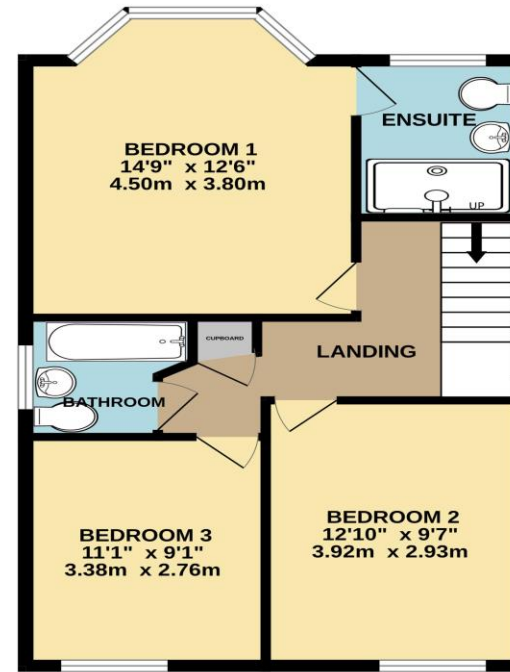 BEDROOM 1
14'9" x 12'6"
4.50m x 3.80m
ENSUITE
UP
CUPBOARD
LANDING
BATHROOM
BEDROOM 3
11'1" x 9'1"
3.38m x 2.76m
BEDROOM 2
12'10" x 9'7"
3.92m x 2.93m